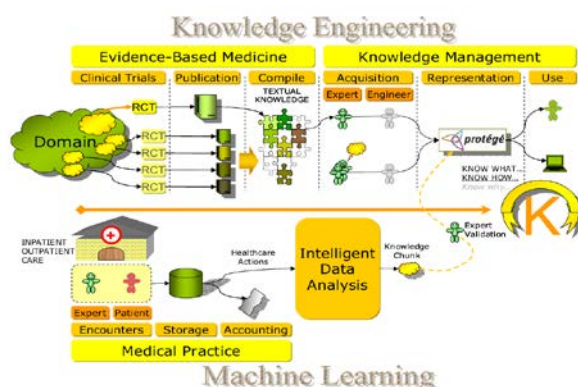 Knowledge Engineering
Evidence-Based Medicine
Knowledge Management
Clinical Trials
Publication
Compile
Acquisition
Representation
Use
RCT
TEXTUAL
KNOWLEDGE
Expert
Engineer
Domain
RCT
RCT
RCT
RCT
protégé
KNOW WHAT...
KNOW HOW...
Know why...
K
INPATIENT
OUTPATIENT
CARE
Healthcare
Actions
Intelligent
Data
Analysis
Knowledge
Chunk
Expert
Validation
Expert
Patient
Encounters
Storage
Accounting
Medical Practice
Machine Learning